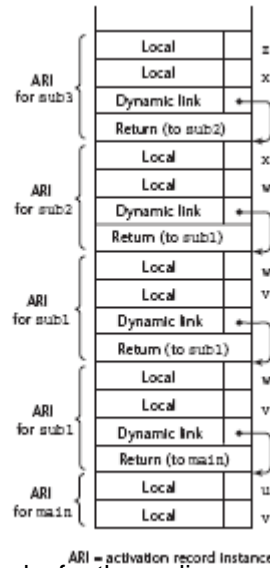 Local z
ARI Local x
for sub3 Dynamic link
Return (to sub2)
Local x
ARI Local w
for sub2 Dynamic link
Return (to sub1)
Local w
ARI Local v
for sub1 Dynamic link
Return (to sub1)
Local w
ARI Local v
for sub1 Dynamic link
Return (to main)
ARI Local u
for main Local v
ARI = activation record instance